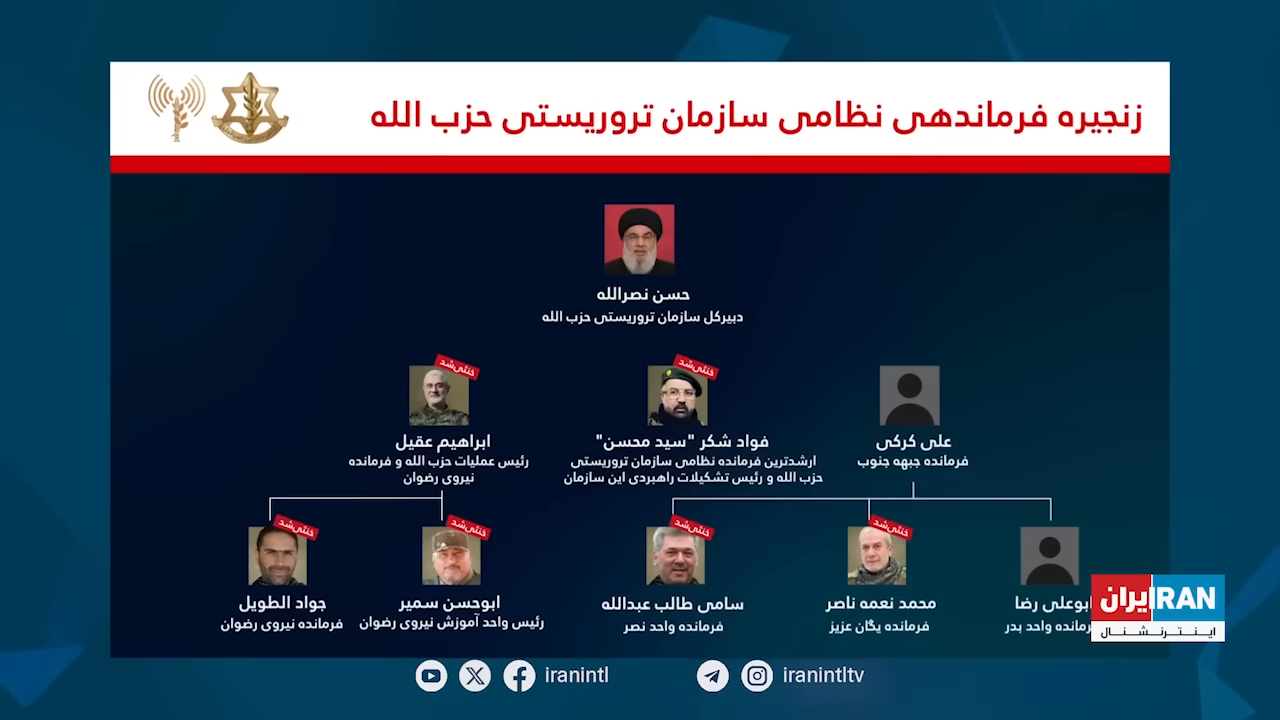 زنجیره فرماندهی نظامی سازمان تروریستی حزب الله
حسن نصرالله
دبیرکل سازمان تروریستی حزب الله
خنثی‌شد
علی کرکی
فرمانده جبهه جنوب
خنثی‌شد
فواد شکر "سید محسن"
ارشدترین فرمانده نظامی سازمان تروریستی
حزب الله و رئیس تشکیلات راهبردی این سازمان
ابراهیم عقیل
رئیس عملیات حزب الله و فرمانده
نیروی رضوان
ابوعلی رضا
فرمانده واحد بدر
خنثی‌شد
محمد نعمه ناصر
فرمانده یگان عزیز
خنثی‌شد
سامی طالب عبدالله
فرمانده واحد نصر
خنثی‌شد
ابوحسن سمیر
رئیس واحد آموزش نیروی رضوان
خنثی‌شد
جواد الطویل
فرمانده نیروی رضوان
ایران IRAN
اینترنشنال
iranintl
iranintltv